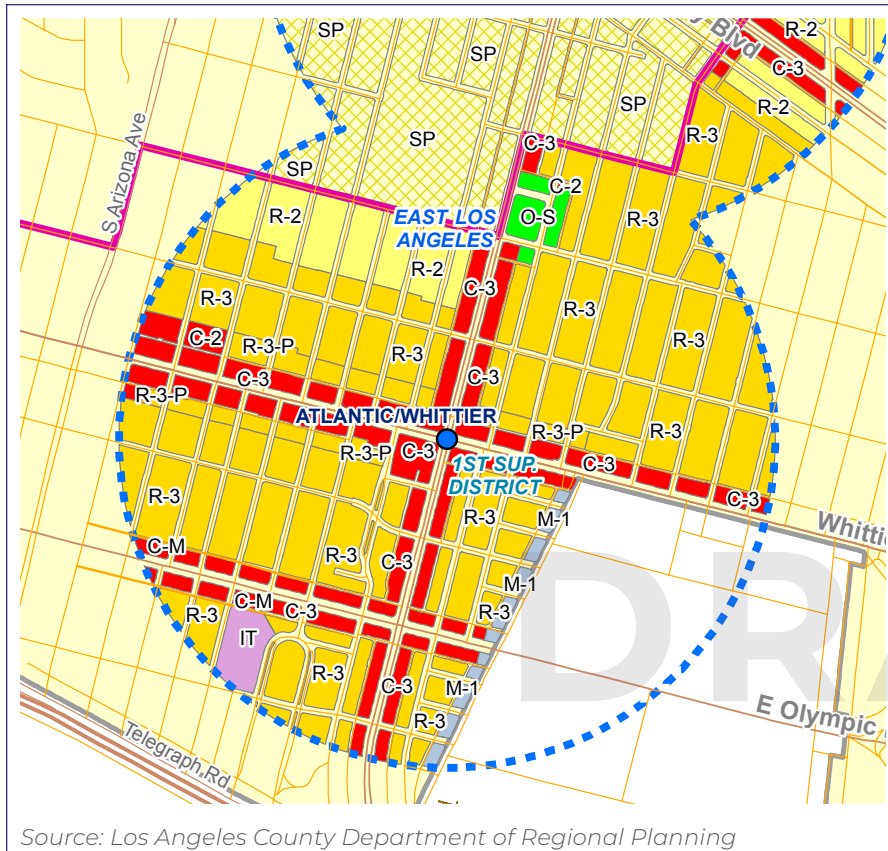 SP
R-2
y Blvd
C-3
SP
SP
R-2
S Arizona Ave
SP
C-3
R-3
SP
C-2
R-2
EAST LOS
ANGELES
O-S
R-3
R-2
C-3
R-3
R-3
C-2
R-3-P
R-3
R-3
C-3
C-3
R-3-P
ATLANTIC/WHITTIER
R-3-P
R-3
R-3-P
C-3
C-3
1ST SUP.
DISTRICT
C-3
R-3
R-3
M-1
Whittie
C-M
R-3
C-3
M-1
DRA
C-M
C-3
R-3
R-3
IT
R-3
C-3
M-1
E Olympic
R-3
Telegraph Rd
Source: Los Angeles County Department of Regional Planning